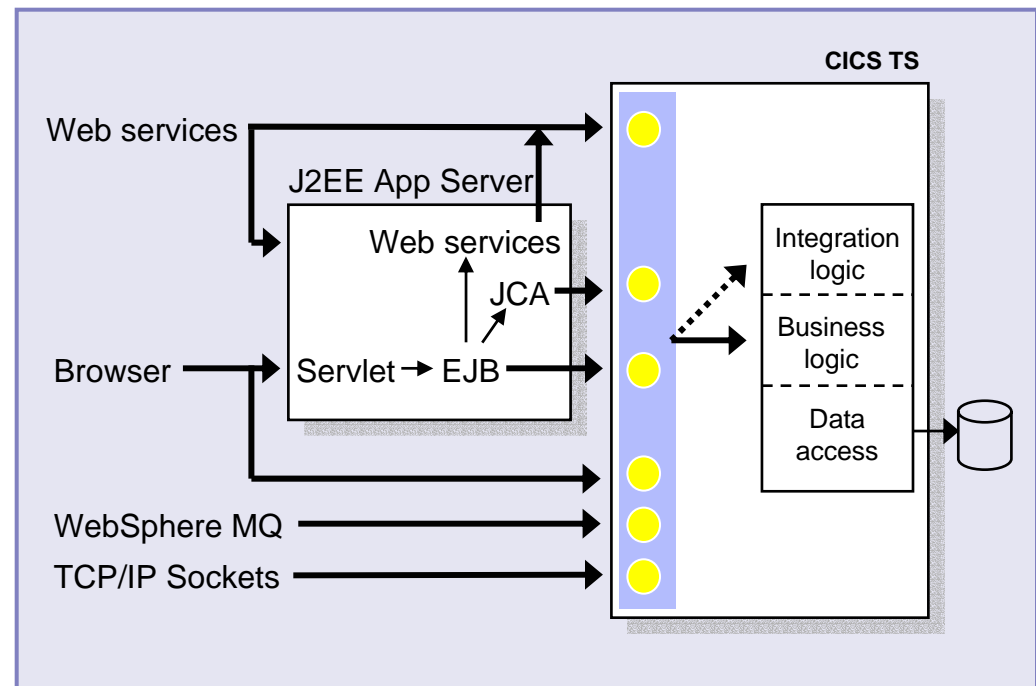 CICS TS
Web services
J2EE App Server
Web services
JCA
Browser
Servlet
EJB
WebSphere MQ
TCP/IP Sockets
Integration
logic
Business
logic
Data
access